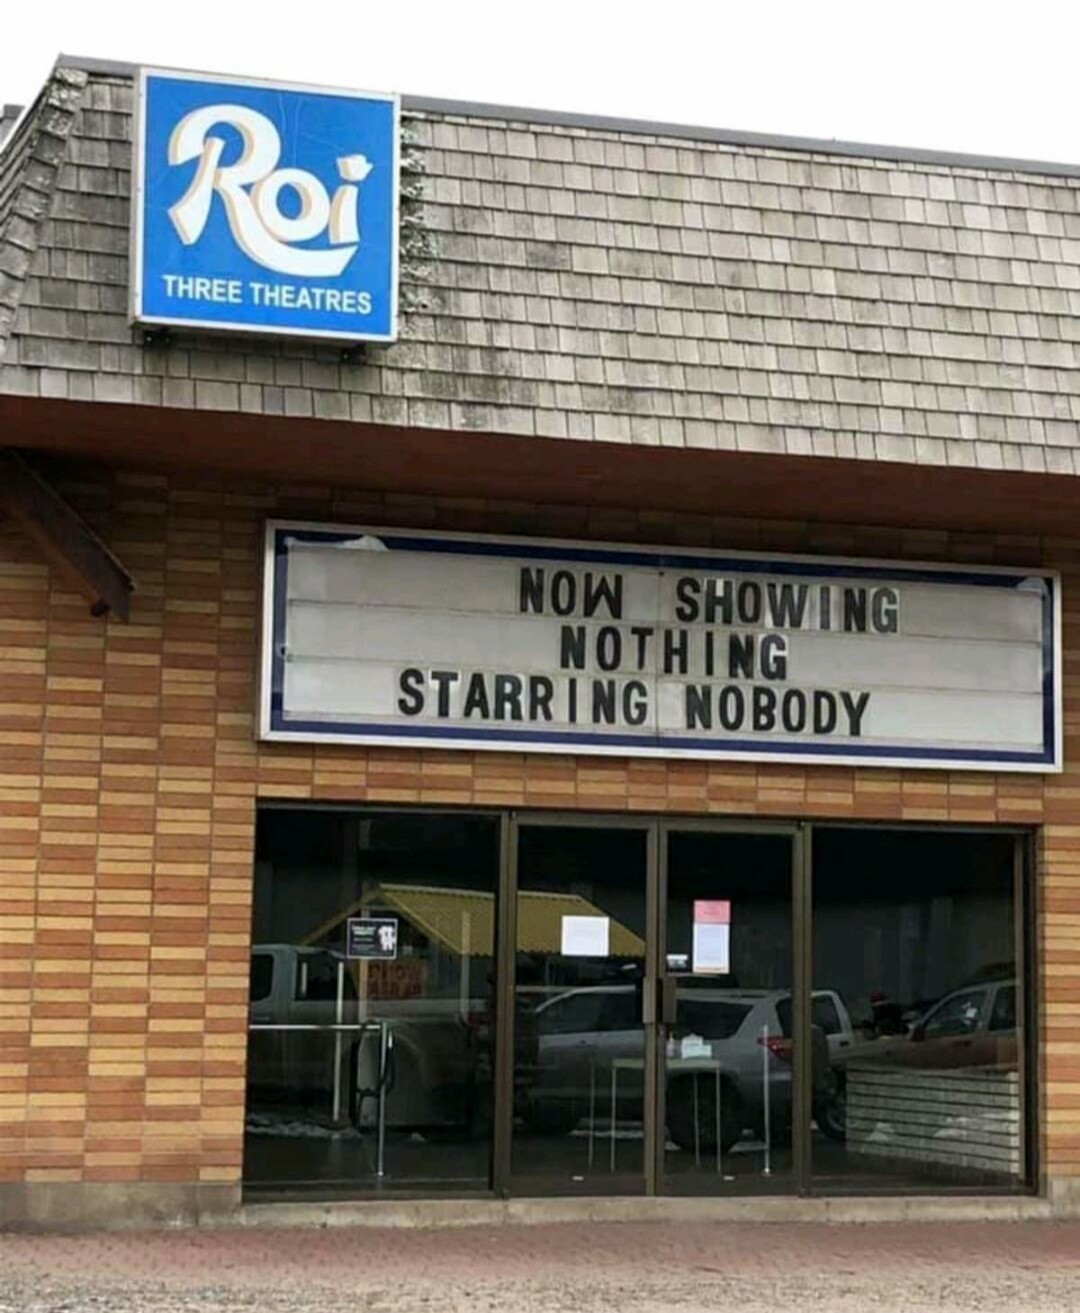 Roi
THREE THEATRES
NOW SHOWING
NOTHING
STARRING NOBODY